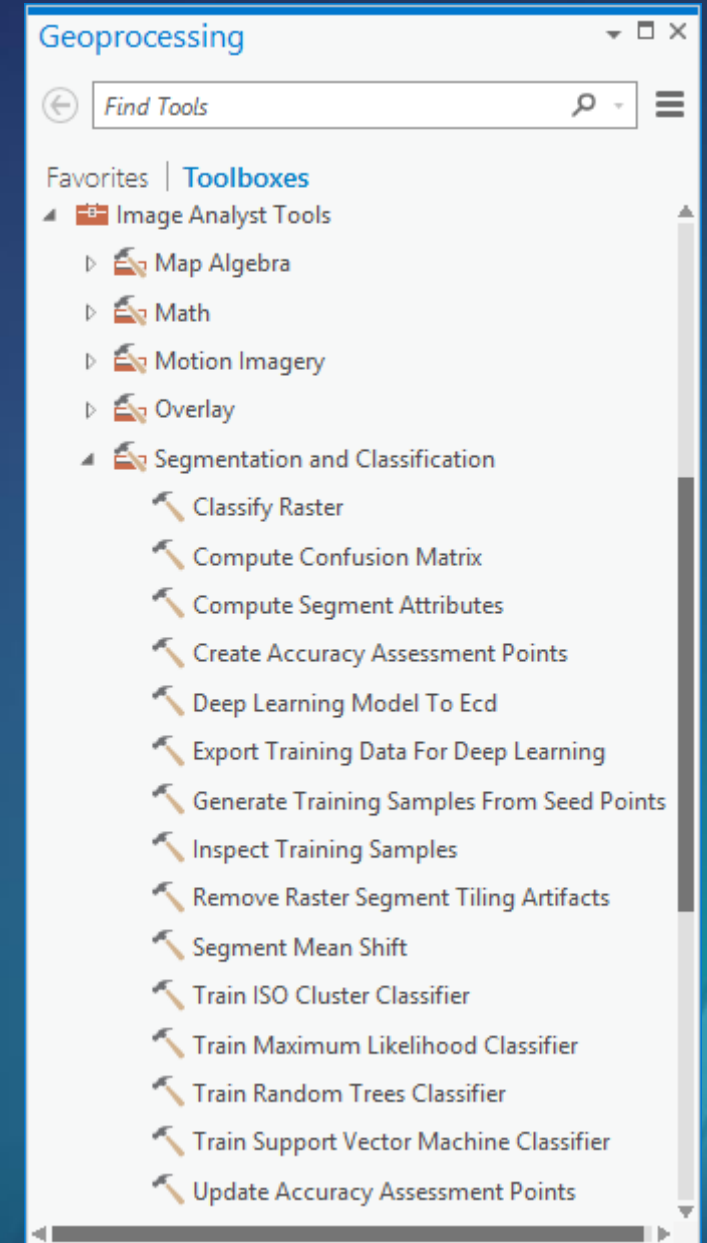 Geoprocessing
Find Tools
Favorites | Toolboxes
Image Analyst Tools
Map Algebra
Math
Motion Imagery
Overlay
Segmentation and Classification
Classify Raster
Compute Confusion Matrix
Compute Segment Attributes
Create Accuracy Assessment Points
Deep Learning Model To Ecd
Export Training Data For Deep Learning
Generate Training Samples From Seed Points
Inspect Training Samples
Remove Raster Segment Tiling Artifacts
Segment Mean Shift
Train ISO Cluster Classifier
Train Maximum Likelihood Classifier
Train Random Trees Classifier
Train Support Vector Machine Classifier
Update Accuracy Assessment Points